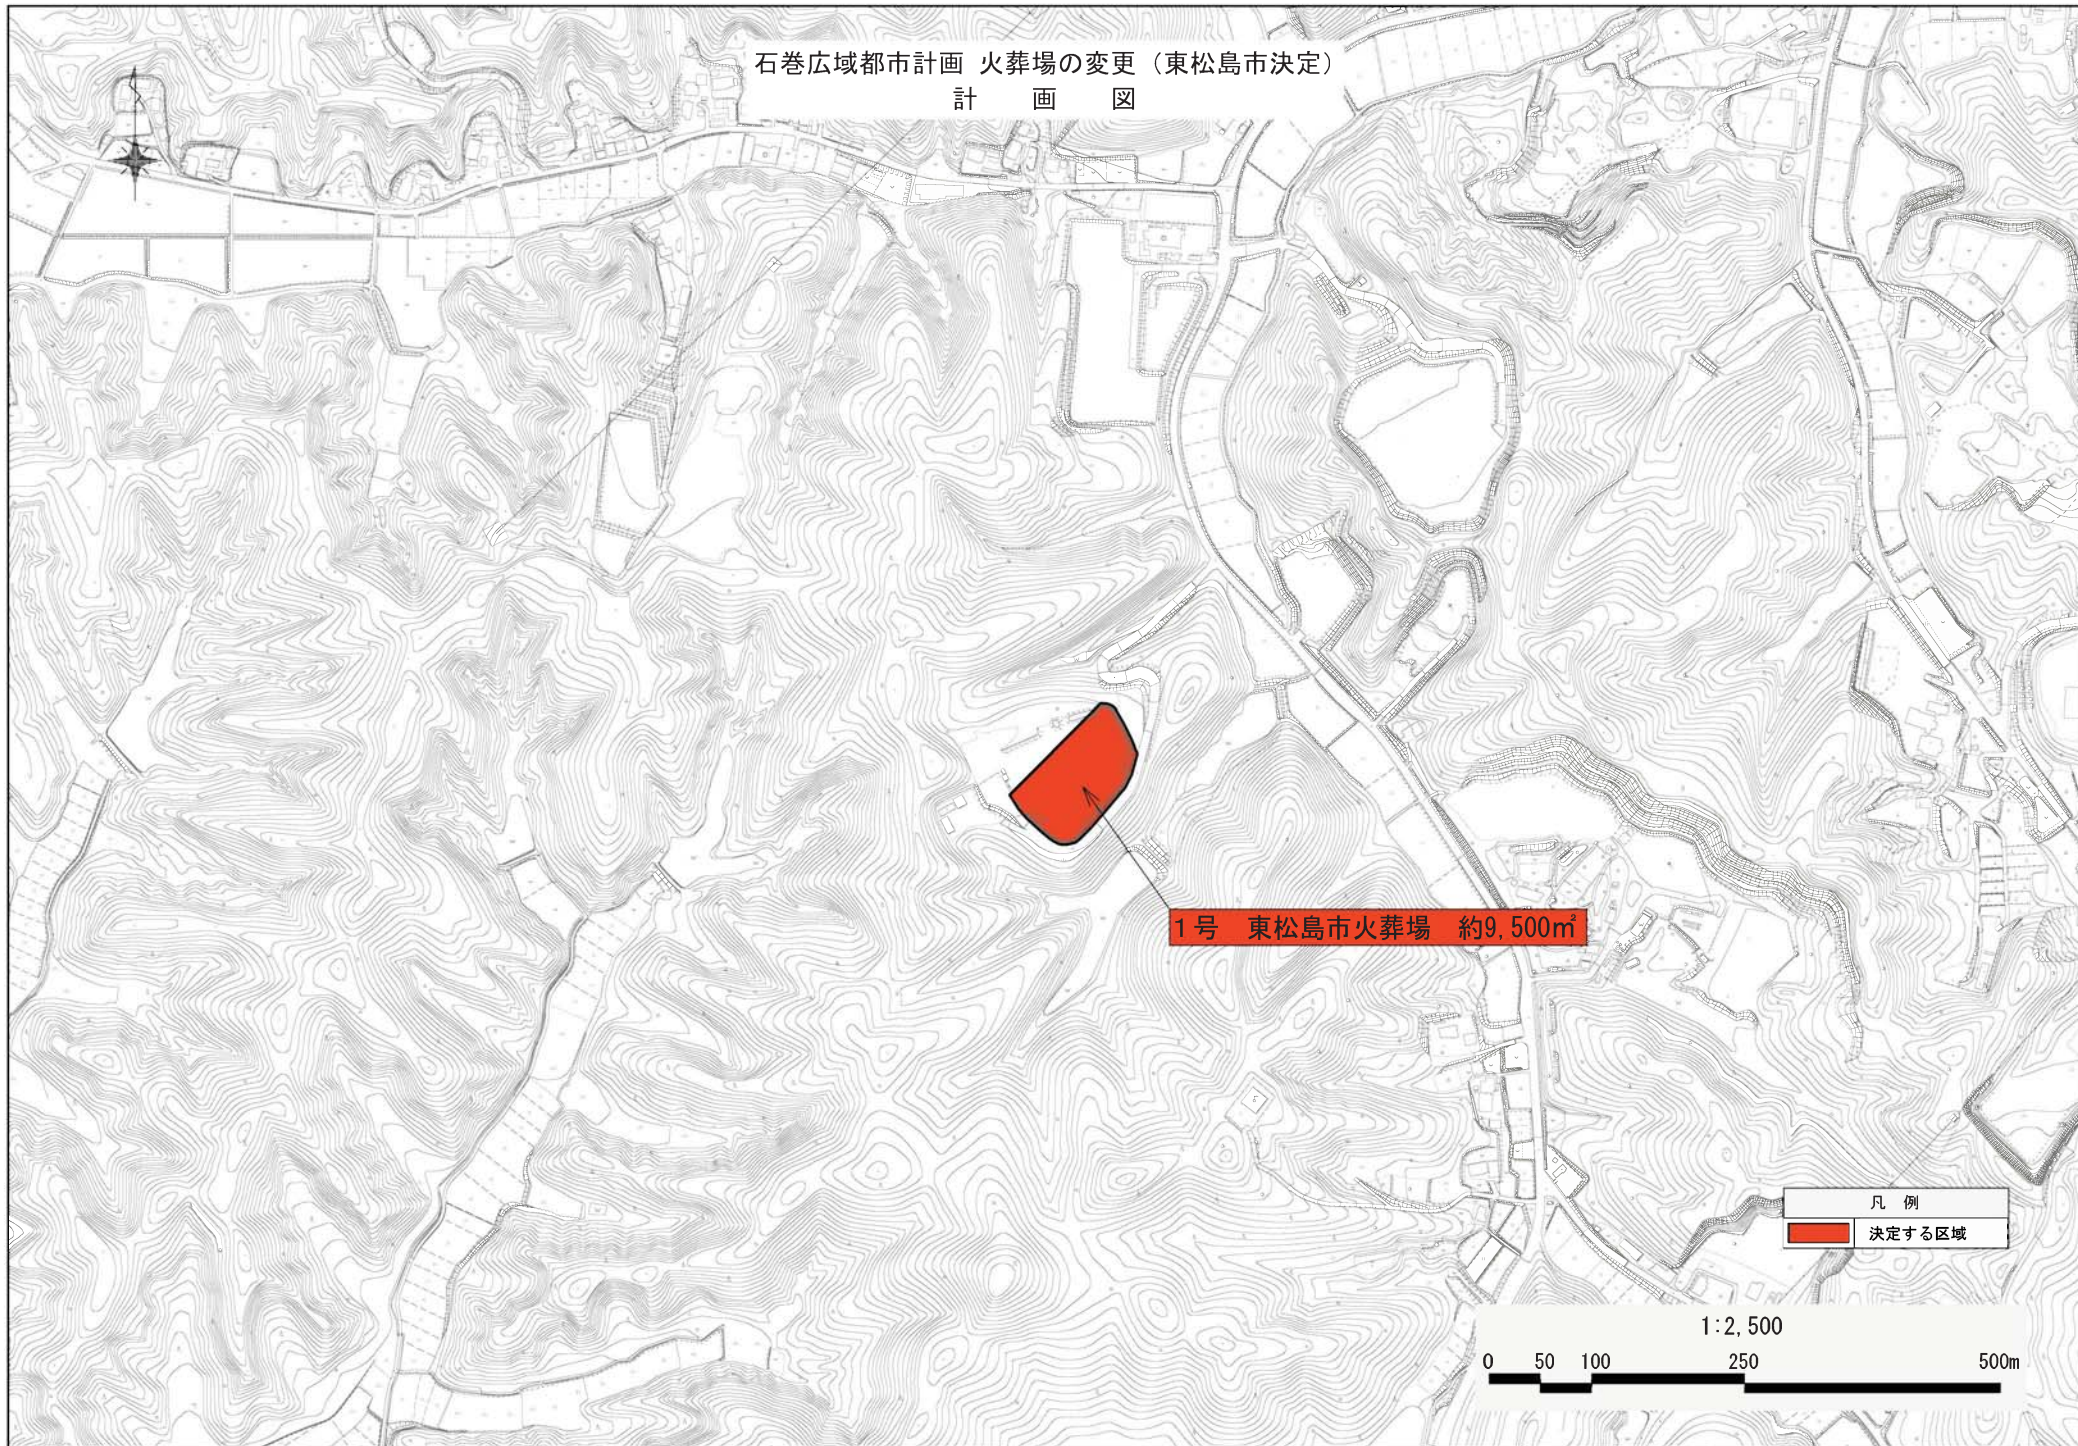 石巻広域都市計画 火葬場の変更（東松島市決定）
計 画 図
1号 東松島市火葬場 約9,500㎡
凡 例
決定する区域
1:2,500
0 50 100 250 500m